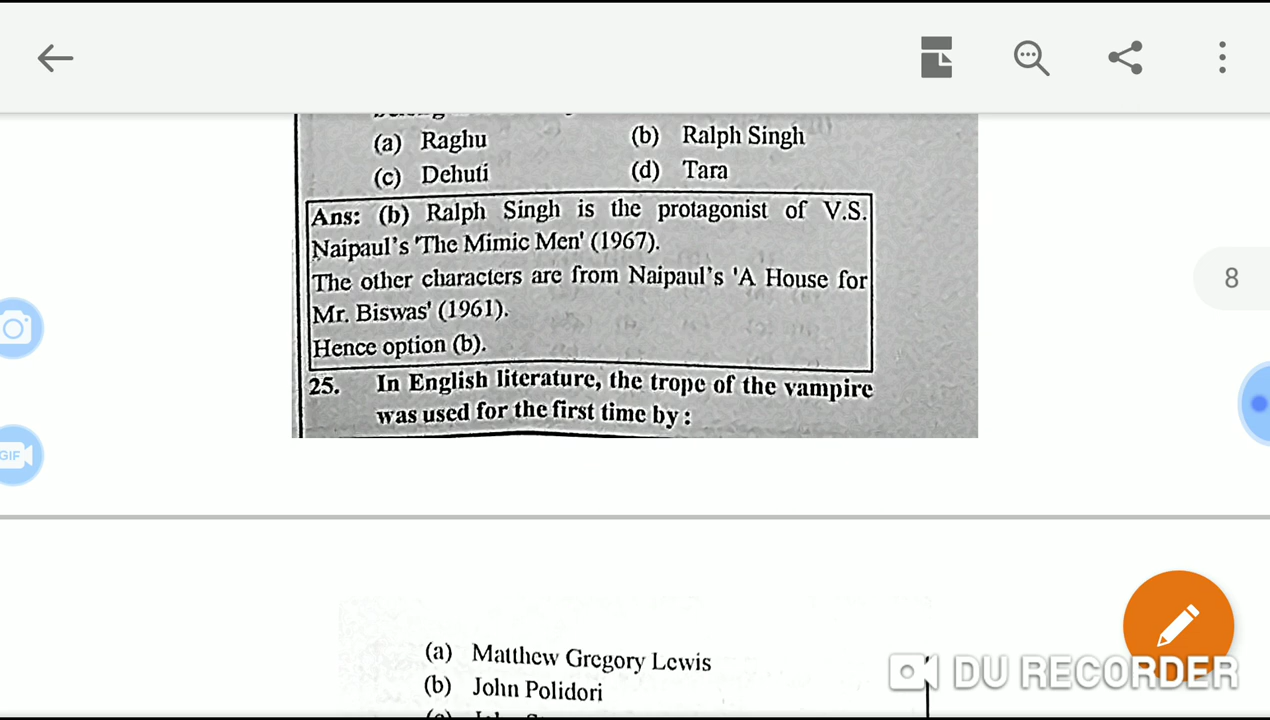 (a) Raghu (b) Ralph Singh
(c) Dehuti (d) Tara
Ans: (b) Ralph Singh is the protagonist of V.S.
Naipaul's 'The Mimic Men' (1967).
The other characters are from Naipaul's 'A House for
Mr. Biswas' (1961).
Hence option (b).
8
GIF
25. In English literature, the trope of the vampire
was used for the first time by:
(a) Matthew Gregory Lewis
(b) John Polidori
DU RECORDER